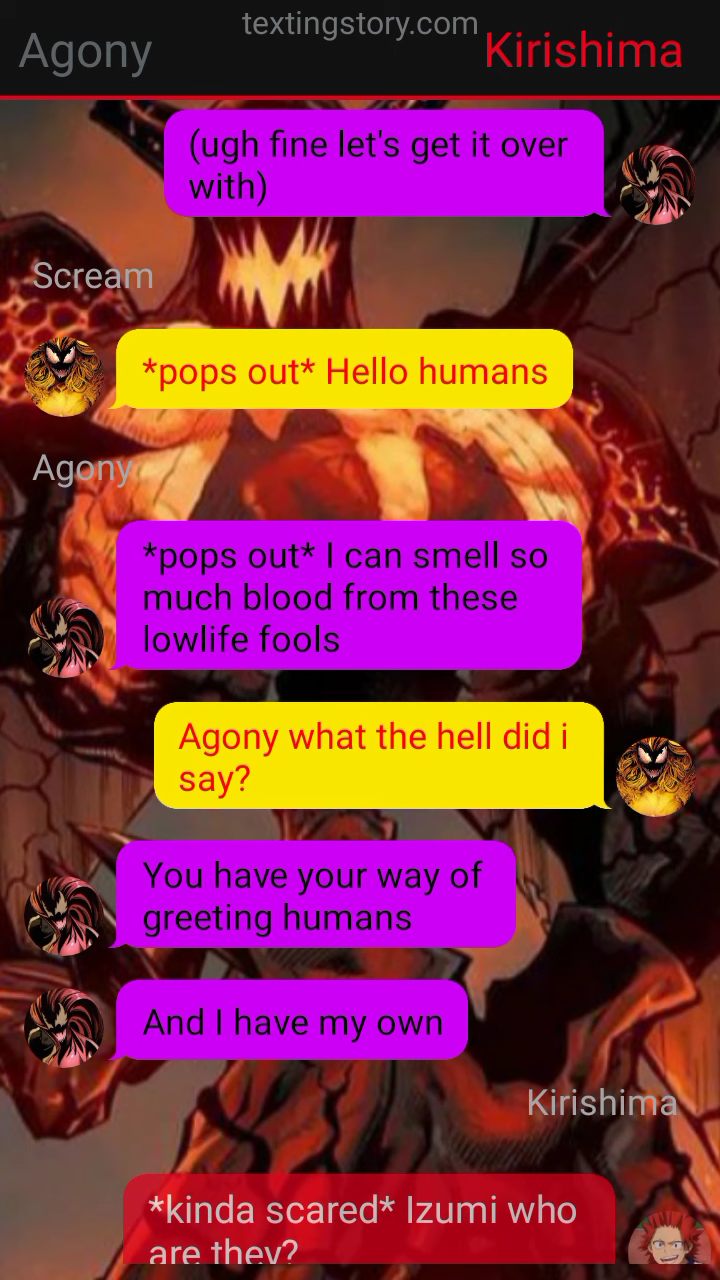 textingstory.com
Agony
Kirishima
(ugh fine let's get it over
with)
Scream
*pops out* Hello humans
Agony
*pops out* I can smell so
much blood from these
lowlife fools
Agony what the hell did i
say?
You have your way of
greeting humans
And I have my own
Kirishima
*kinda scared* Izumi who
are they?